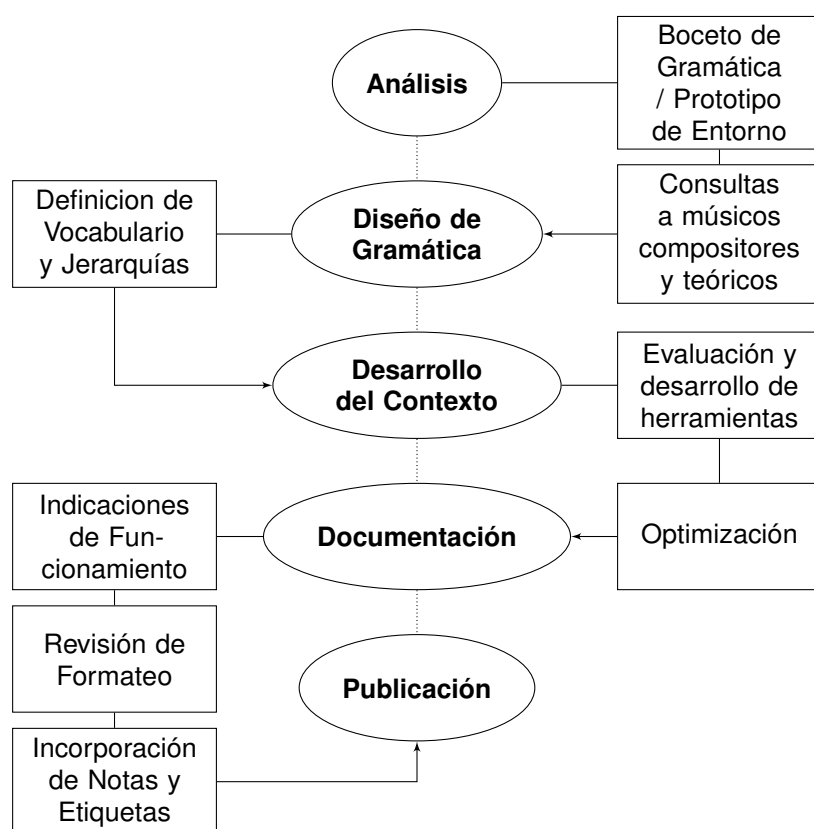 Análisis
Boceto de
Gramática
/ Prototipo
de Entorno
Definicion de
Vocabulario
y Jerarquías
Diseño de
Gramática
Consultas
a músicos
compositores
y teóricos
Desarrollo
del Contexto
Evaluación y
desarrollo de
herramientas
Indicaciones
de Fun-
cionamiento
Documentación
Optimización
Revisión de
Formateo
Publicación
Incorporación
de Notas y
Etiquetas